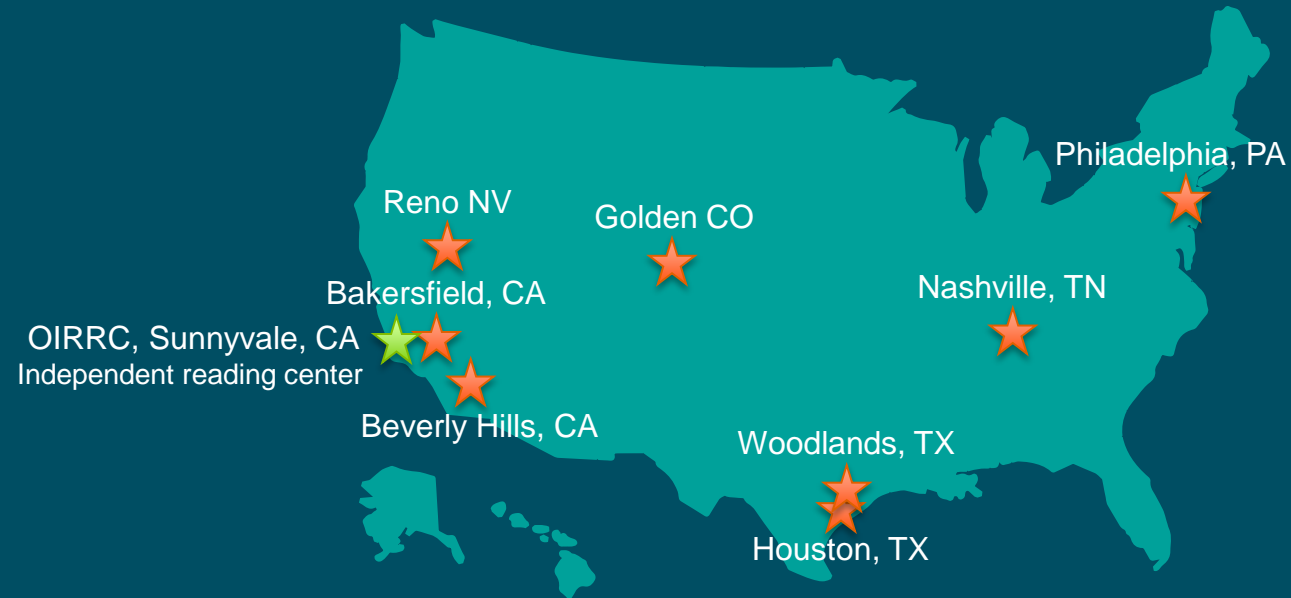 Philadelphia, PA
Reno NV
Golden CO
Bakersfield, CA
Nashville, TN
OIRRC, Sunnyvale, CA
Independent reading center
Beverly Hills, CA
Woodlands, TX
Houston, TX